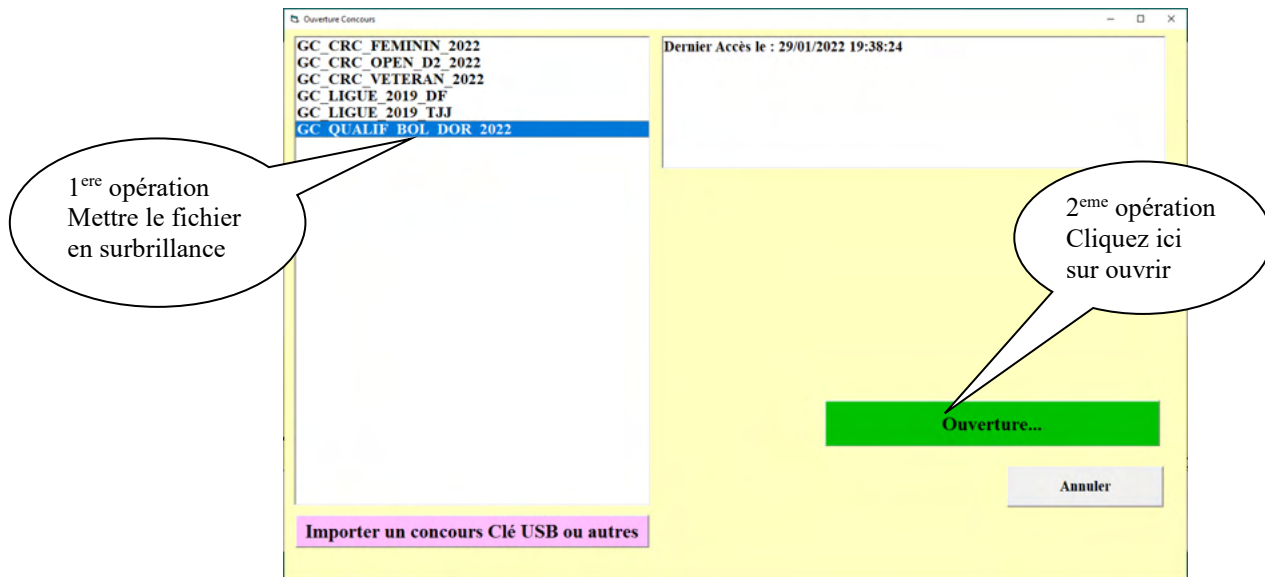 Ouverture Concours
GC_CRC_FEMININ_2022
GC_CRC_OPEN_D2_2022
GC_CRC_VETERAN_2022
GC_LIGUE_2019_DF
GC_LIGUE_2019_TJJ
GC_QUALIF_BOL_DOR_2022
Dernier Accès le : 29/01/2022 19:38:24
1ere opération
Mettre le fichier
en surbrillance
2eme opération
Cliquez ici
sur ouvrir
Ouverture...
Annuler
Importer un concours Clé USB ou autres